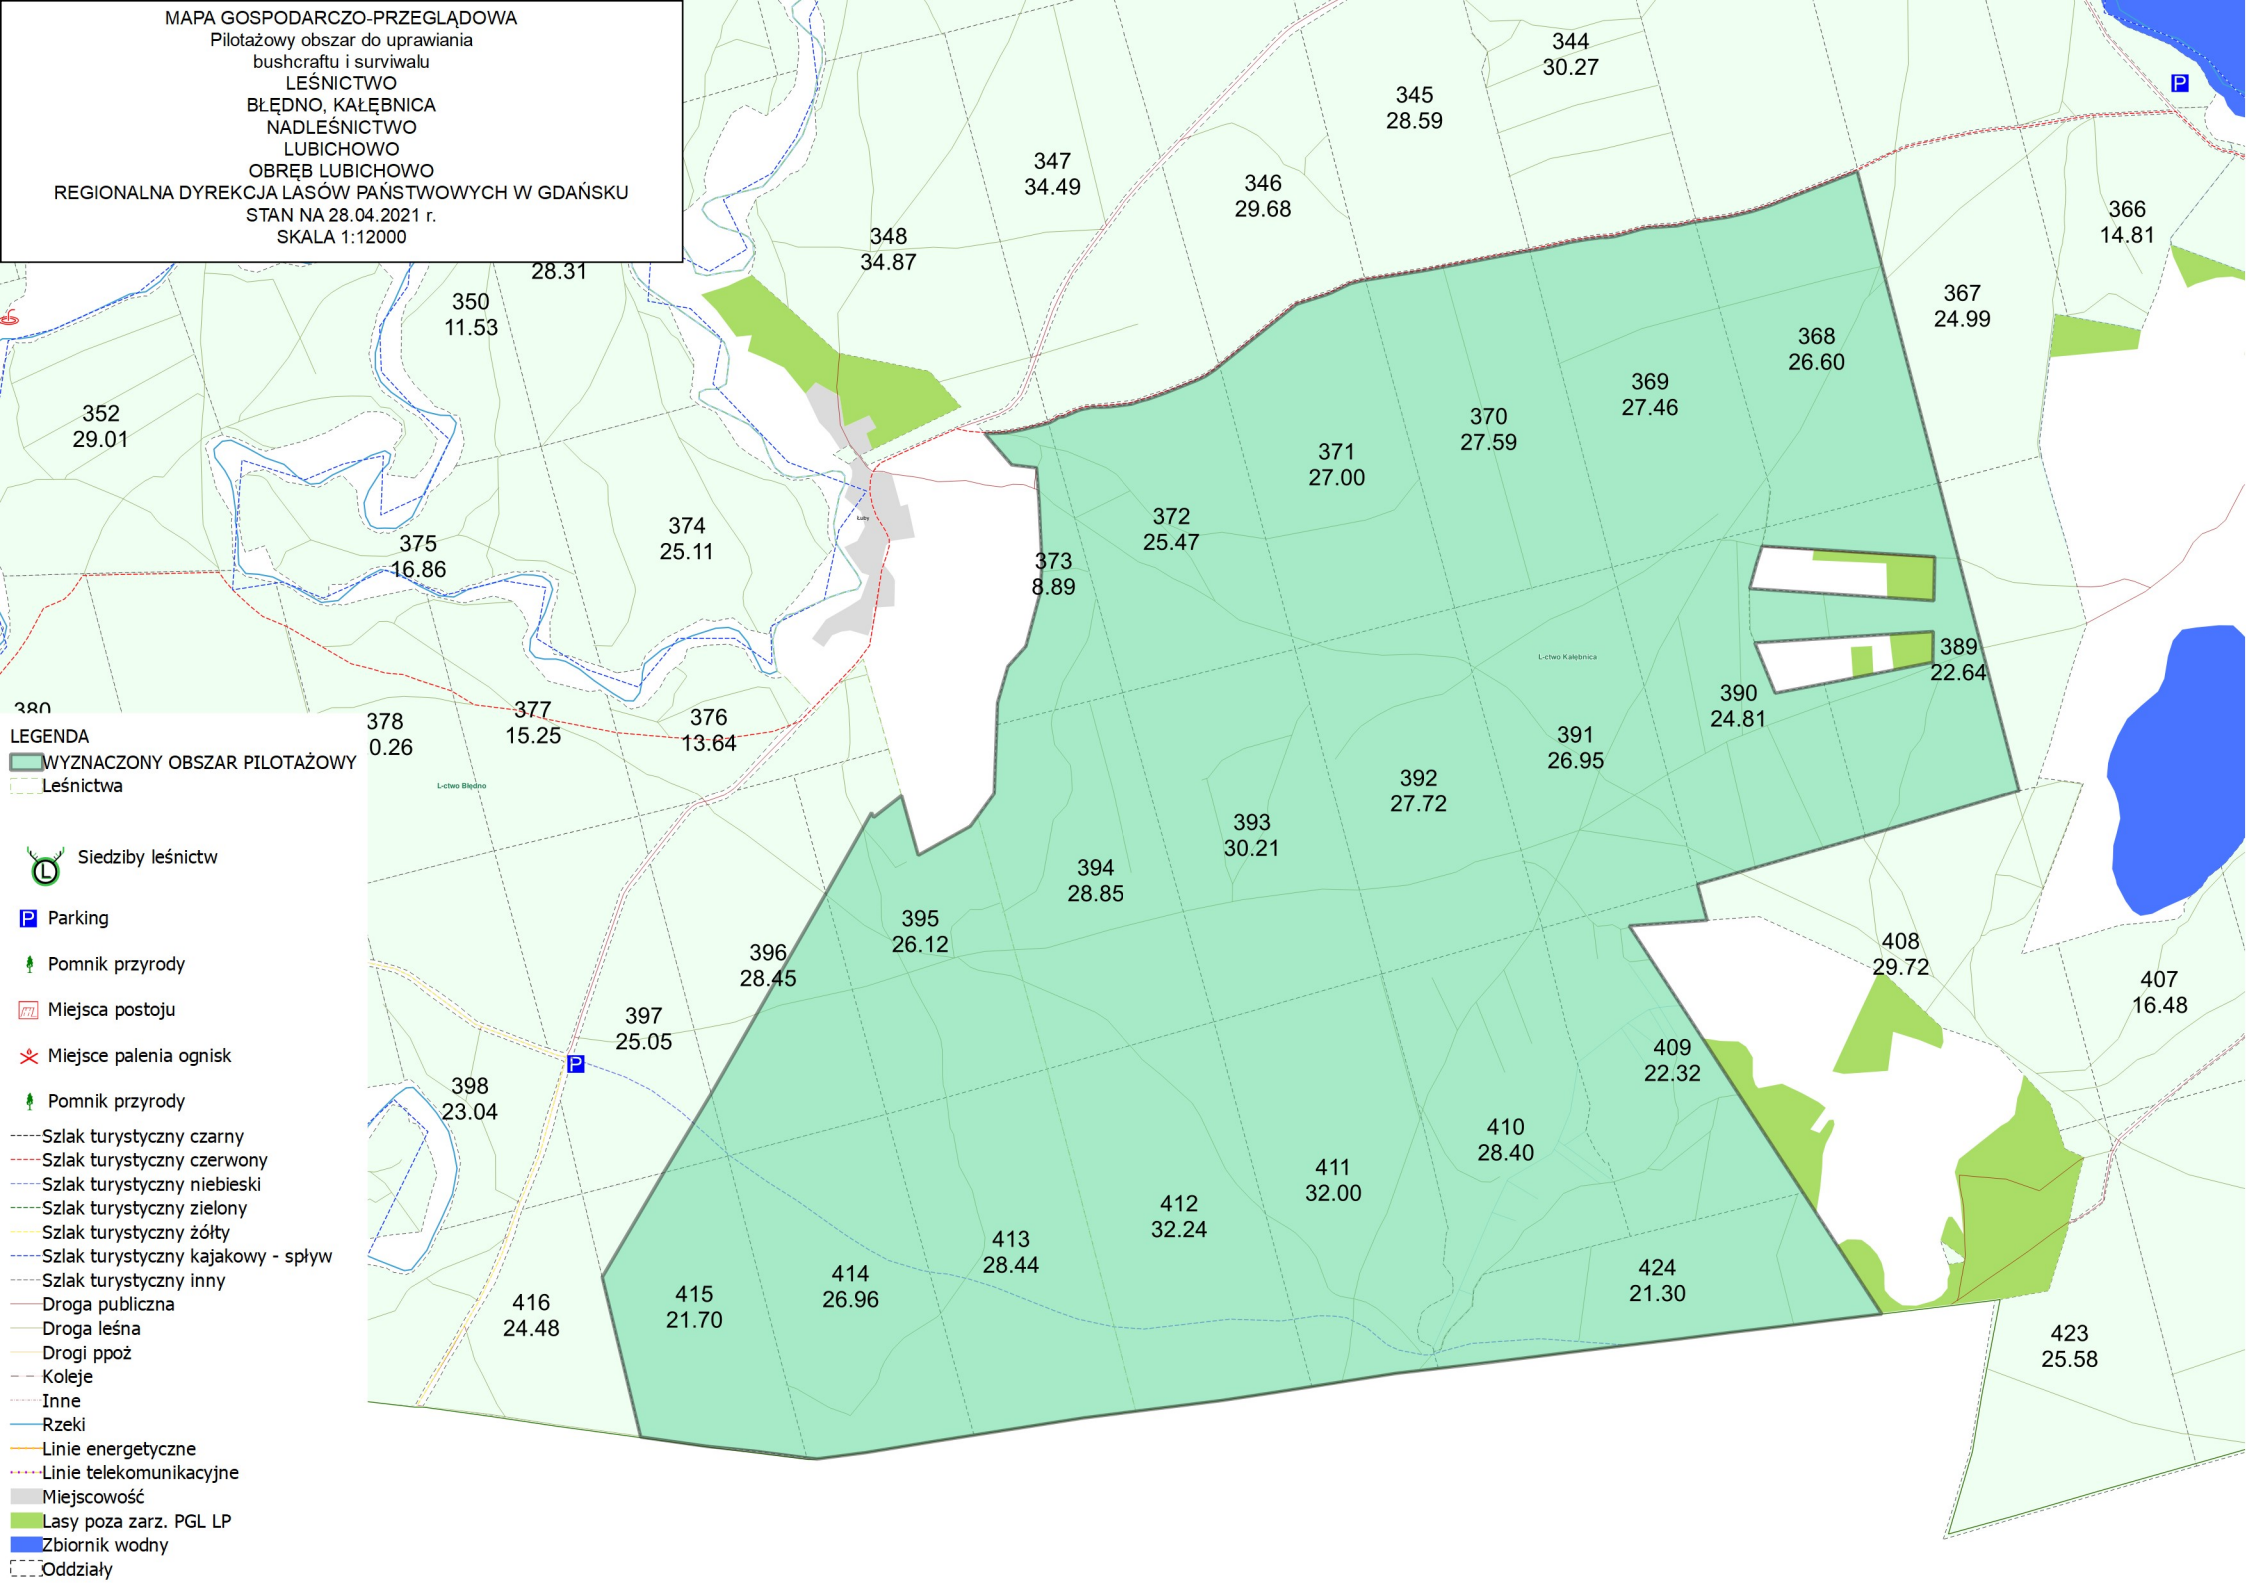 MAPA GOSPODARCZO-PRZEGLĄDOWA
Pilotażowy obszar do uprawiania
bushcraftu i surviwalu
LEŚNICTWO
BŁĘDNO, KAŁĘBNICA
NADLEŚNICTWO
LUBICHOWO
OBRĘB LUBICHOWO
REGIONALNA DYREKCJA LASÓW PAŃSTWOWYCH W GDAŃSKU
STAN NA 28.04.2021 r.
SKALA 1:12000
344
30.27
345
28.59
P
347
34.49
346
29.68
366
14.81
348
34.87
28.31
350
11.53
367
24.99
368
26.60
352
29.01
369
27.46
370
27.59
371
27.00
372
25.47
374
25.11
Łuby
375
16.86
373
8.89
L-ctwo Kałębnica
389
22.64
390
24.81
380
378
0.26
377
15.25
376
13.64
391
26.95
L-ctwo Błędno
392
27.72
393
30.21
394
28.85
395
26.12
396
28.45
408
29.72
407
16.48
397
25.05
P
409
22.32
398
23.04
410
28.40
411
32.00
412
32.24
413
28.44
414
26.96
415
21.70
416
24.48
424
21.30
423
25.58
LEGENDA
WYZNACZONY OBSZAR PILOTAŻOWY
Leśnictwa
L Siedziby leśnictw
P Parking
Pomnik przyrody
Miejsca postoju
Miejsce palenia ognisk
Pomnik przyrody
Szlak turystyczny czarny
Szlak turystyczny czerwony
Szlak turystyczny niebieski
Szlak turystyczny zielony
Szlak turystyczny żółty
Szlak turystyczny kajakowy - spływ
Szlak turystyczny inny
Droga publiczna
Droga leśna
Drogi ppoż
Koleje
Inne
Rzeki
Linie energetyczne
Linie telekomunikacyjne
Miejscowość
Lasy poza zarz. PGL LP
Zbiornik wodny
Oddziały